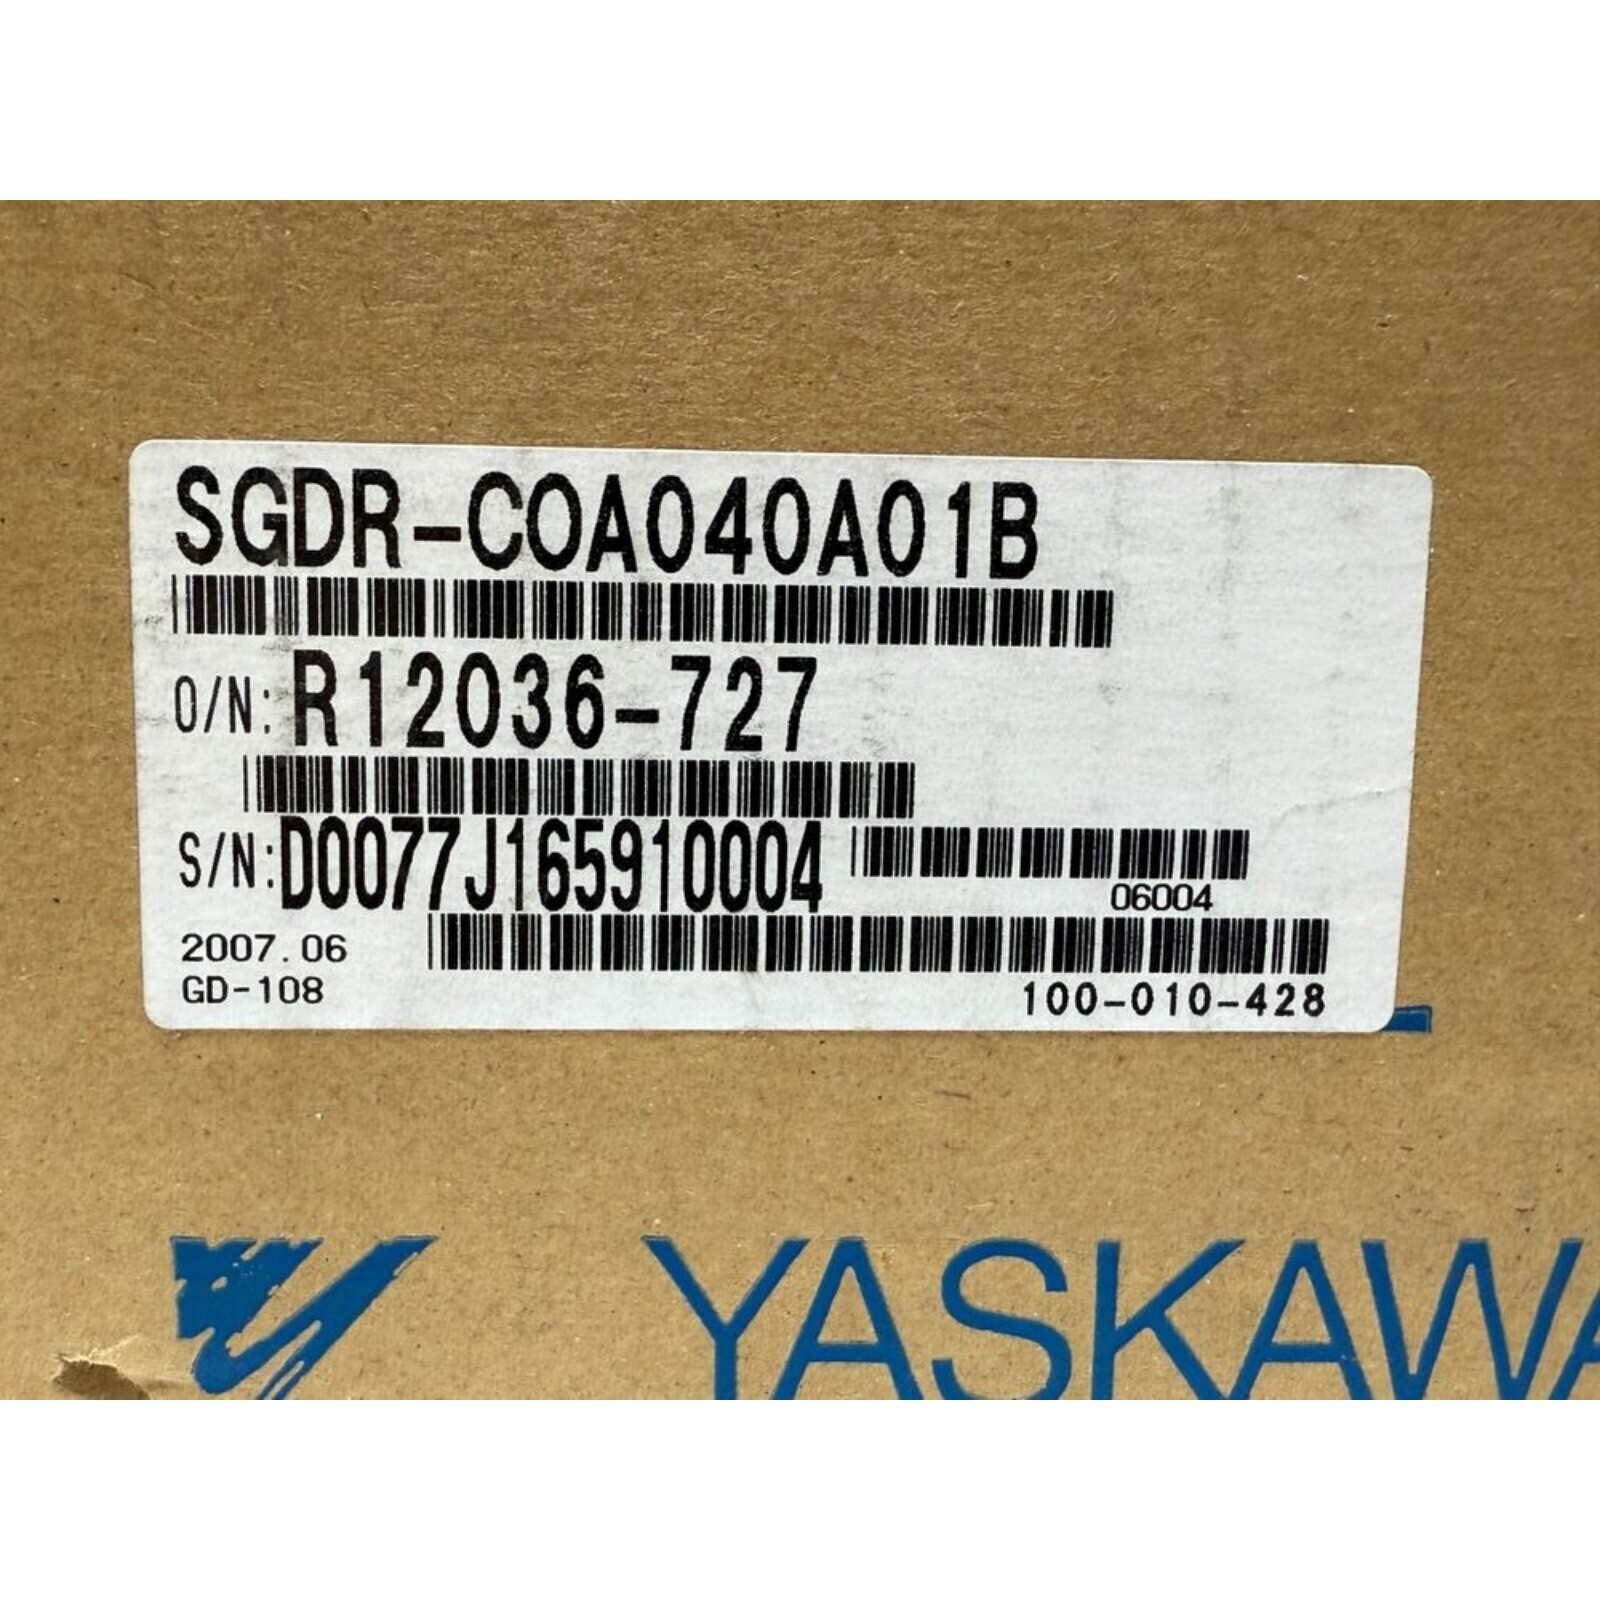 SGDR-COA040A01B
O/N: R12036-727
S/N: D0077J165910004
06004
2007.06
GD-108
100-010-428
YASKAWA